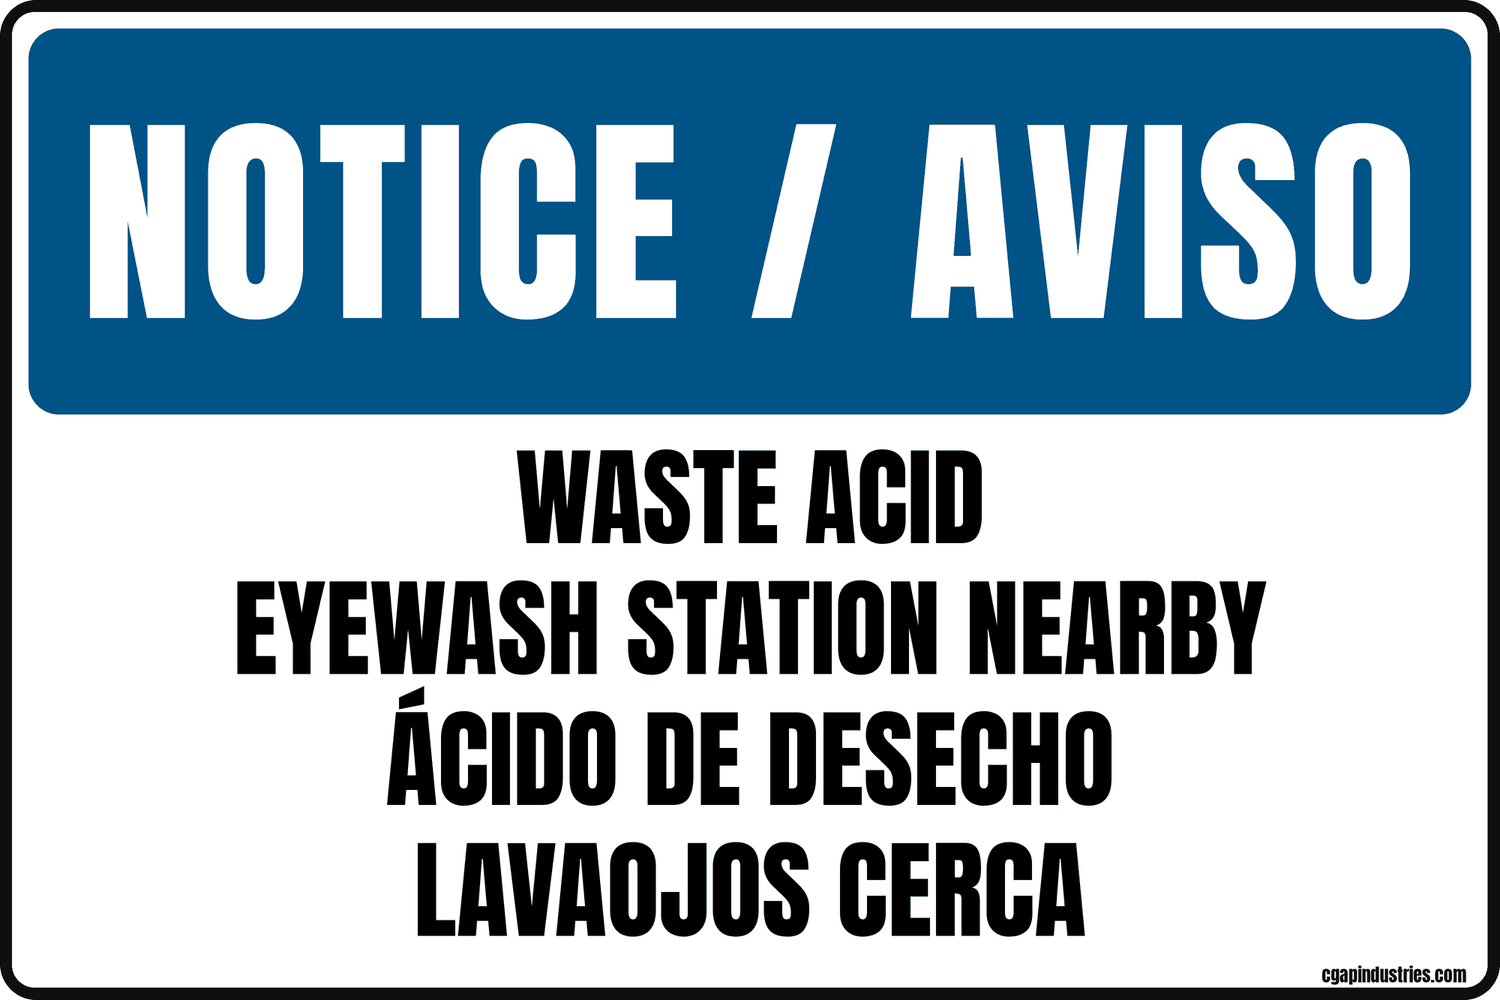 NOTICE / AVISO
WASTE ACID
EYEWASH STATION NEARBY
ÁCIDO DE DESECHO
LAVAOJOS CERCA
cgapindustries.com